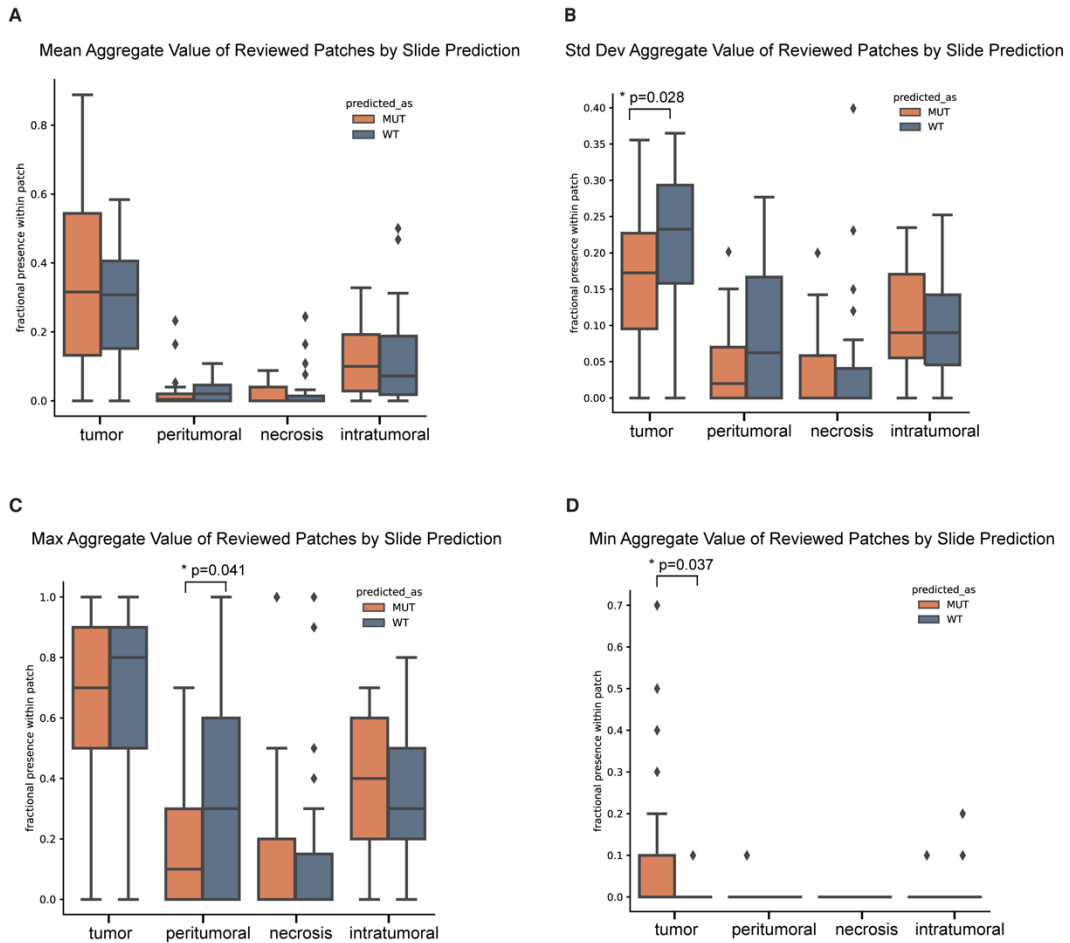 A
Mean Aggregate Value of Reviewed Patches by Slide Prediction
predicted_as
MUT
WT
fractional presence within patch
0.8
0.6
0.4
0.2
0.0
tumor peritumoral necrosis intratumoral
B
Std Dev Aggregate Value of Reviewed Patches by Slide Prediction
* p=0.028
predicted_as
MUT
WT
fractional presence within patch
0.40
0.35
0.30
0.25
0.20
0.15
0.10
0.05
0.00
tumor peritumoral necrosis intratumoral
C
Max Aggregate Value of Reviewed Patches by Slide Prediction
* p=0.041
predicted_as
MUT
WT
fractional presence within patch
1.0
0.8
0.6
0.4
0.2
0.0
tumor peritumoral necrosis intratumoral
D
Min Aggregate Value of Reviewed Patches by Slide Prediction
* p=0.037
predicted_as
MUT
WT
fractional presence within patch
0.7
0.6
0.5
0.4
0.3
0.2
0.1
0.0
tumor peritumoral necrosis intratumoral